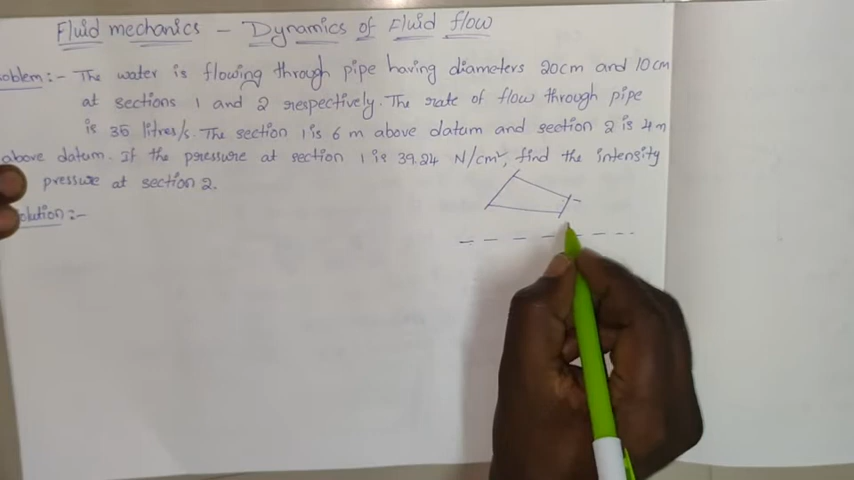 Fluid mechanics - Dynamics of Fluid flow
oblem:- The water is flowing through pipe having diameters 20cm and 10cm
at sections 1 and 2 respectively. The rate of flow through pipe
is 35 litres/s. The section 1 is 6 m above datum and section 2 is 4m
above datum. If the pressure at section 1 is 39.24 N/cm², find the intensity
pressure at section 2.
olution:-